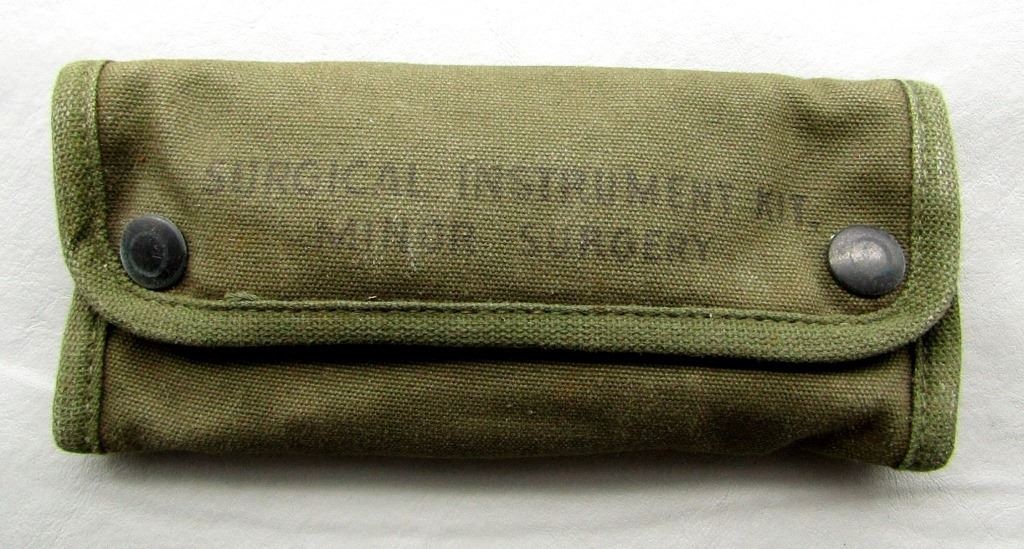 SURGICAL INSTRUMENT KIT,
MINOR SURGERY